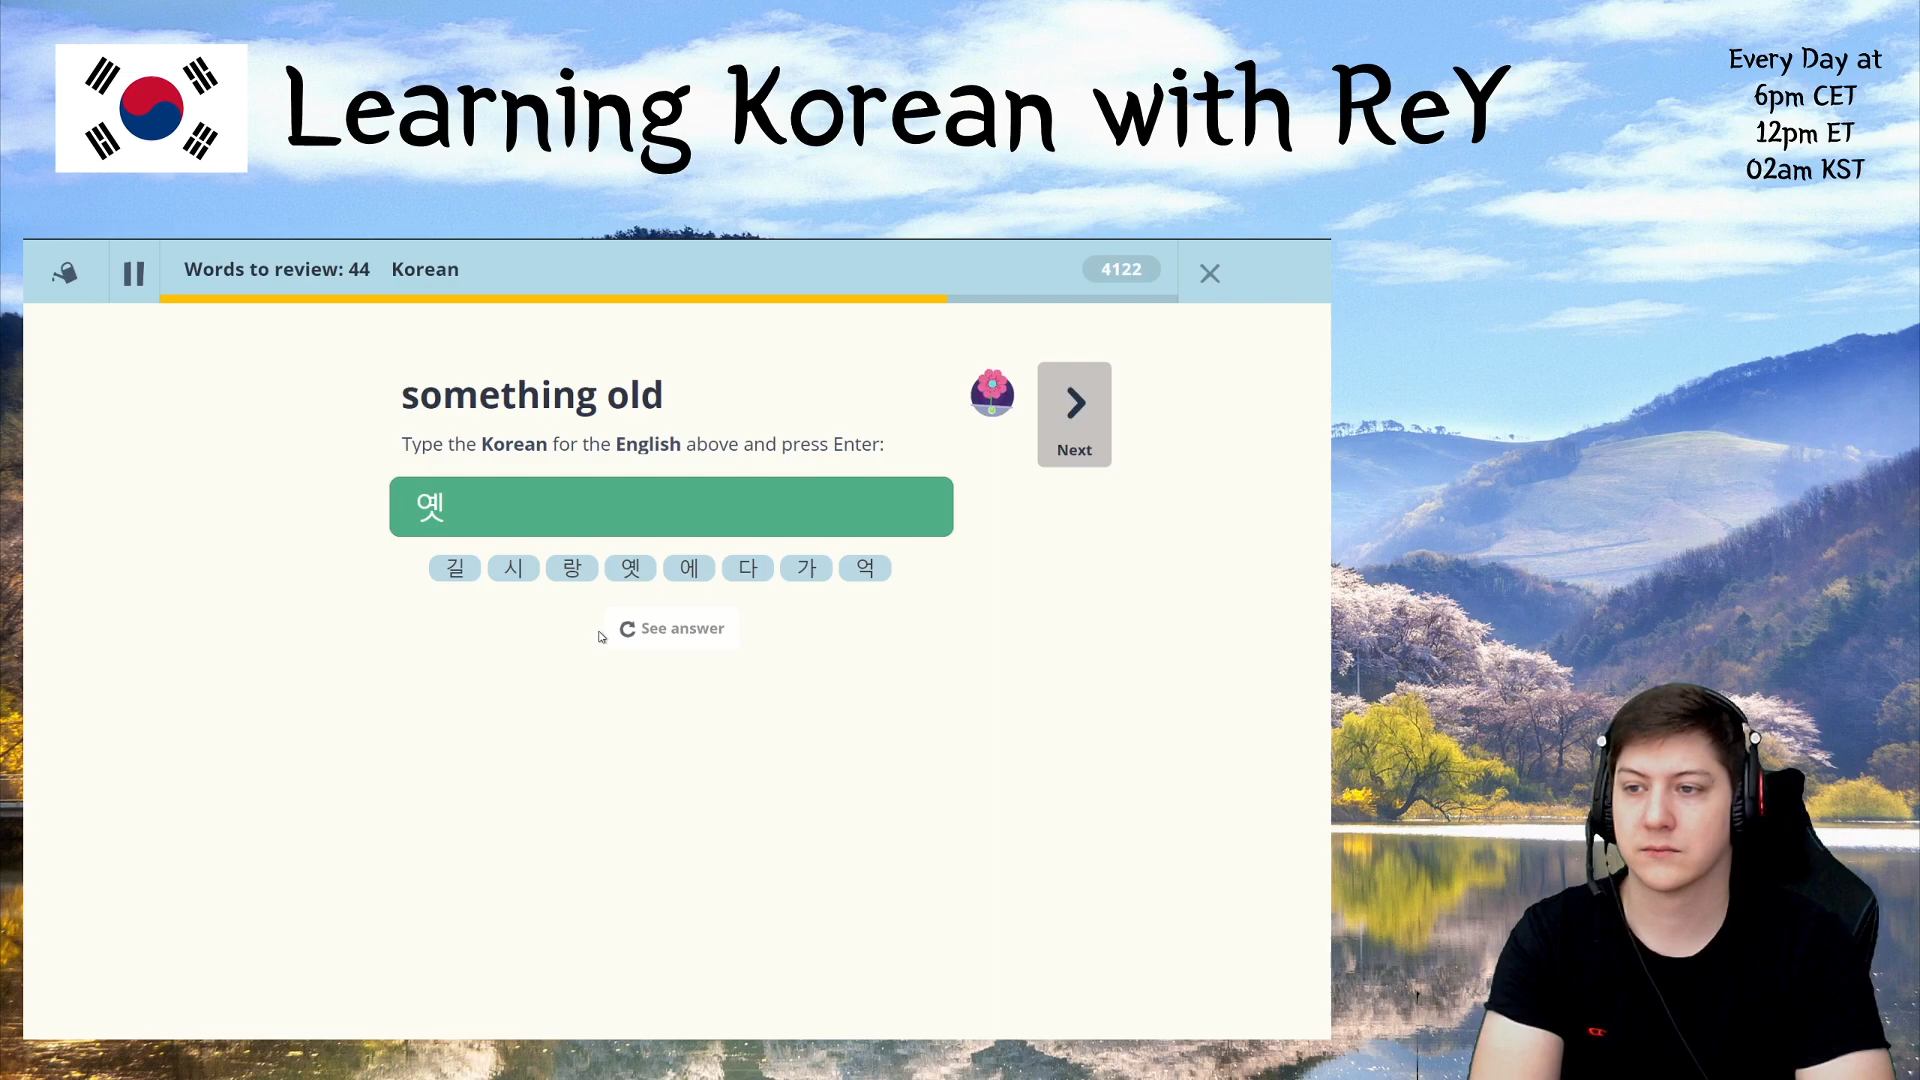 Learning Korean with ReY
Every Day at
6pm CET
12pm ET
02am KST
Words to review: 44 Korean
4122
something old
Type the Korean for the English above and press Enter:
Next
옛
길 시 랑 옛 에 다 가 억
See answer